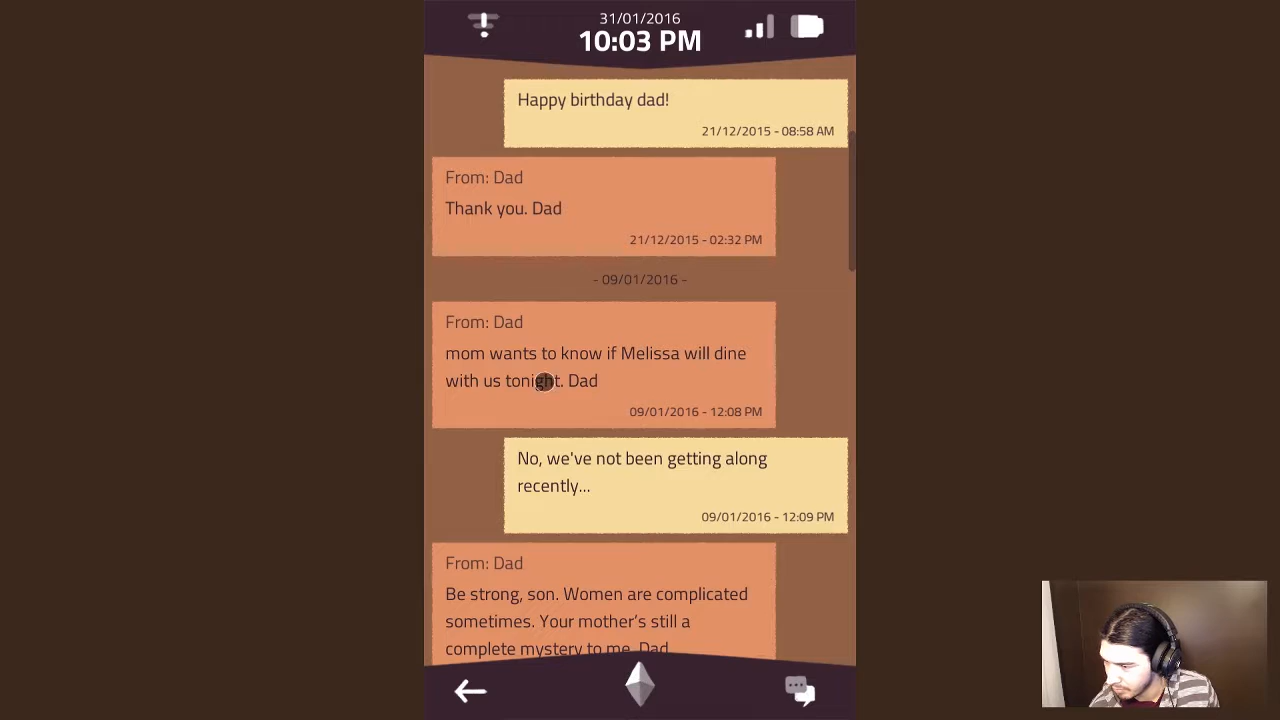 31/01/2016
10:03 PM
Happy birthday dad!
21/12/2015 - 08:58 AM
From: Dad
Thank you. Dad
21/12/2015 - 02:32 PM
- 09/01/2016 -
From: Dad
mom wants to know if Melissa will dine
with us tonight. Dad
09/01/2016 - 12:08 PM
No, we've not been getting along
recently...
09/01/2016 - 12:09 PM
From: Dad
Be strong, son. Women are complicated
sometimes. Your mother’s still a
complete mystery to me. Dad